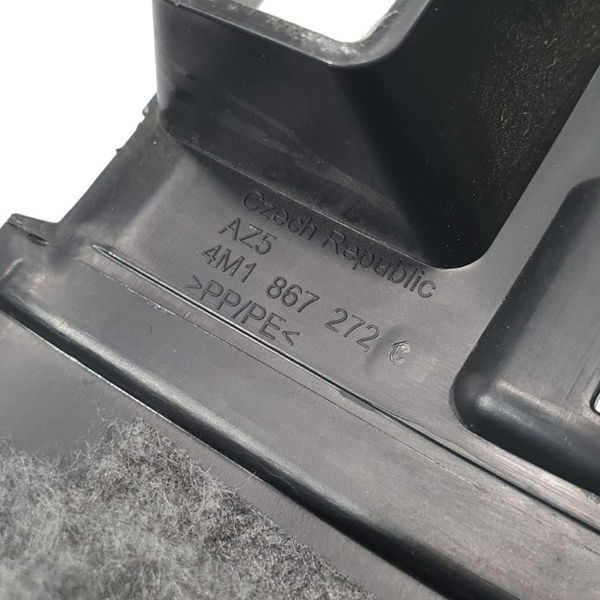 Czech Republic
AZ5
4M1 867 272 C
>PP/PE<